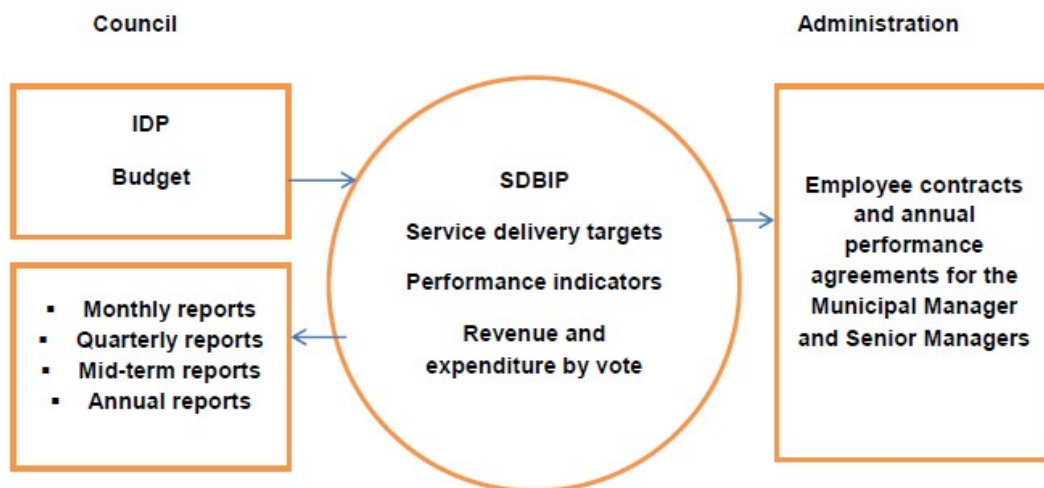 Council
Administration
IDP
Budget
▪ Monthly reports
▪ Quarterly reports
▪ Mid-term reports
▪ Annual reports
SDBIP
Service delivery targets
Performance indicators
Revenue and
expenditure by vote
Employee contracts
and annual
performance
agreements for the
Municipal Manager
and Senior Managers